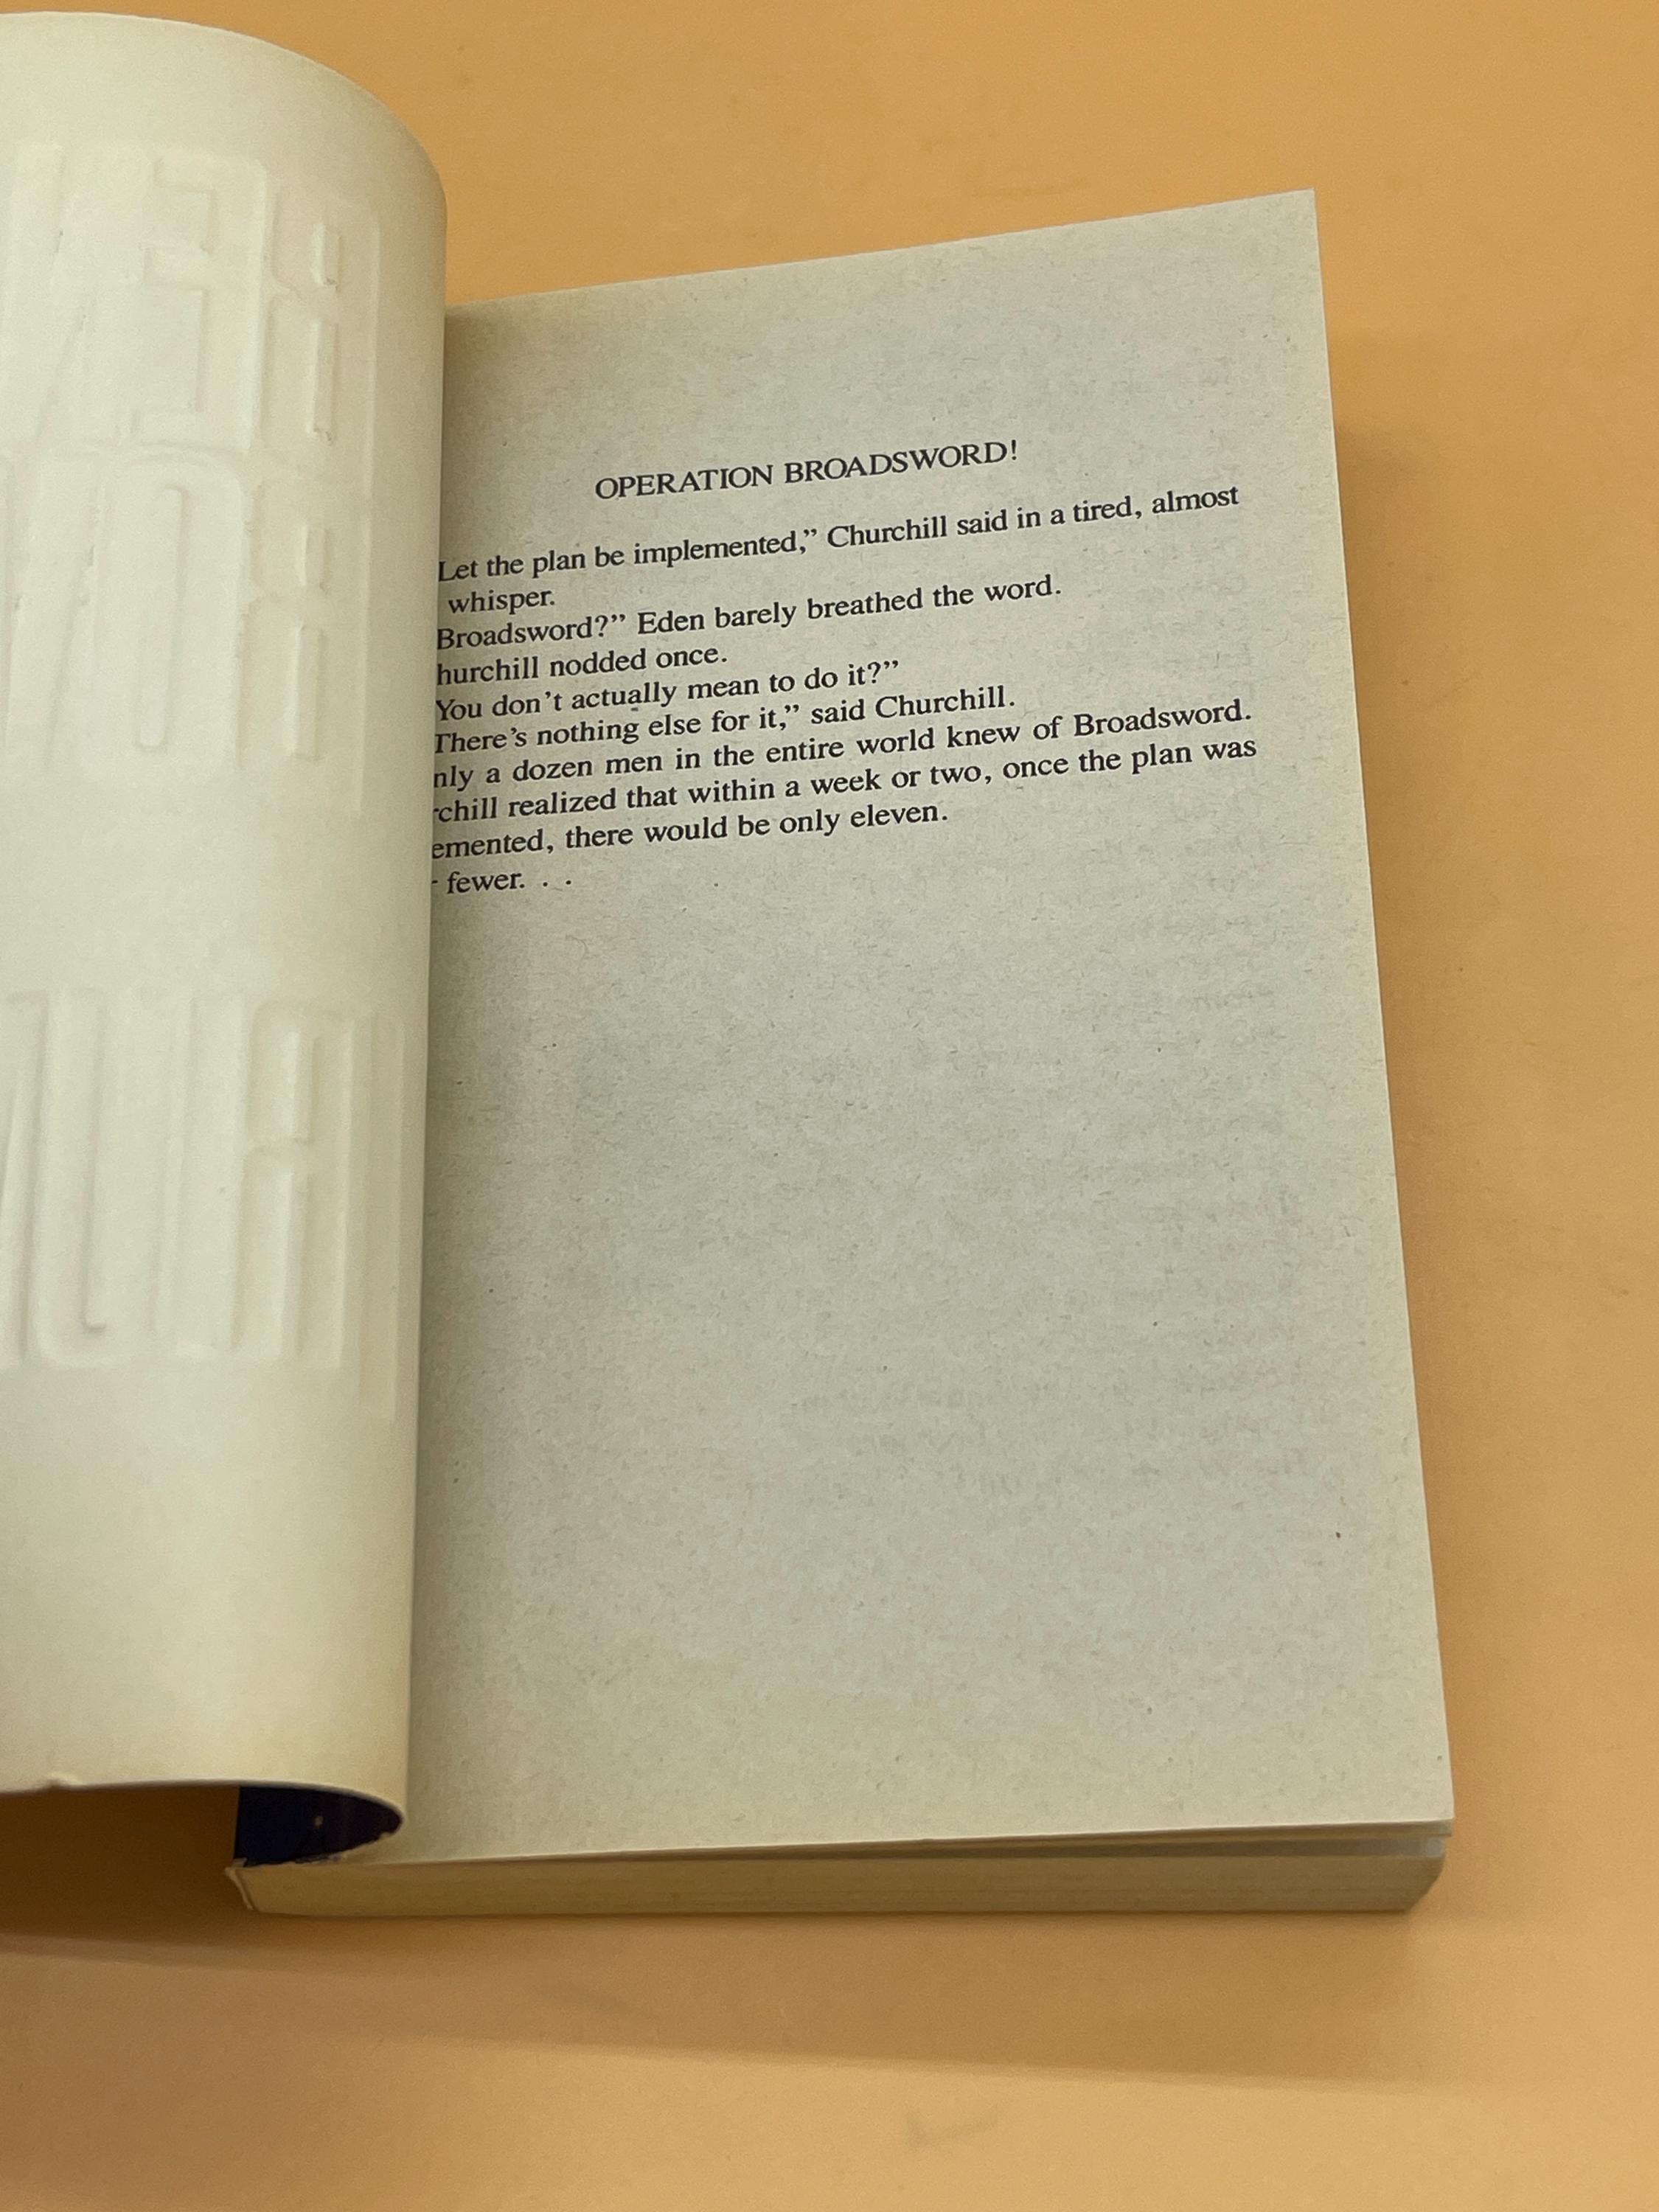 OPERATION BROADSWORD!
Let the plan be implemented,” Churchill said in a tired, almost
whisper.
Broadsword?” Eden barely breathed the word.
hurchill nodded once.
You don’t actually mean to do it?”
There’s nothing else for it,” said Churchill.
nly a dozen men in the entire world knew of Broadsword.
rchill realized that within a week or two, once the plan was
emented, there would be only eleven.
fewer. . .